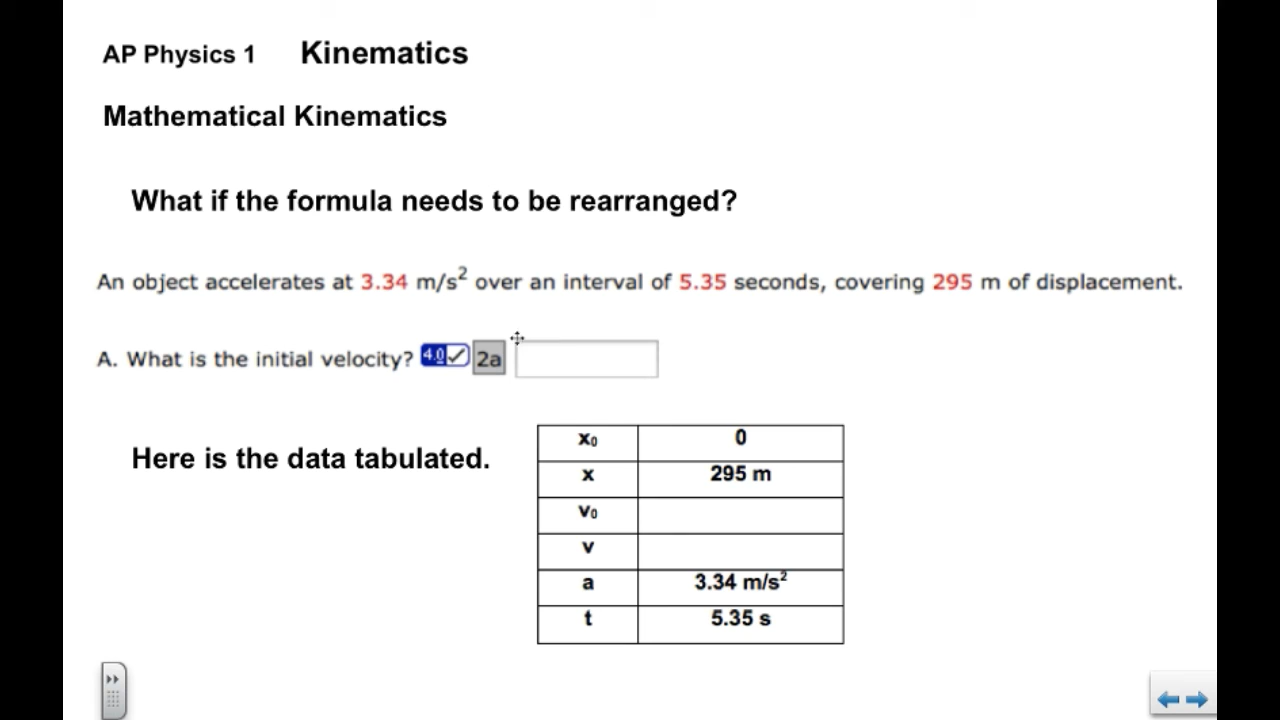 AP Physics 1 Kinematics
Mathematical Kinematics
What if the formula needs to be rearranged?
An object accelerates at 3.34 m/s² over an interval of 5.35 seconds, covering 295 m of displacement.
A. What is the initial velocity? 4.0 2a
Here is the data tabulated.
x₀ 0
x 295 m
v₀
v
a 3.34 m/s²
t 5.35 s